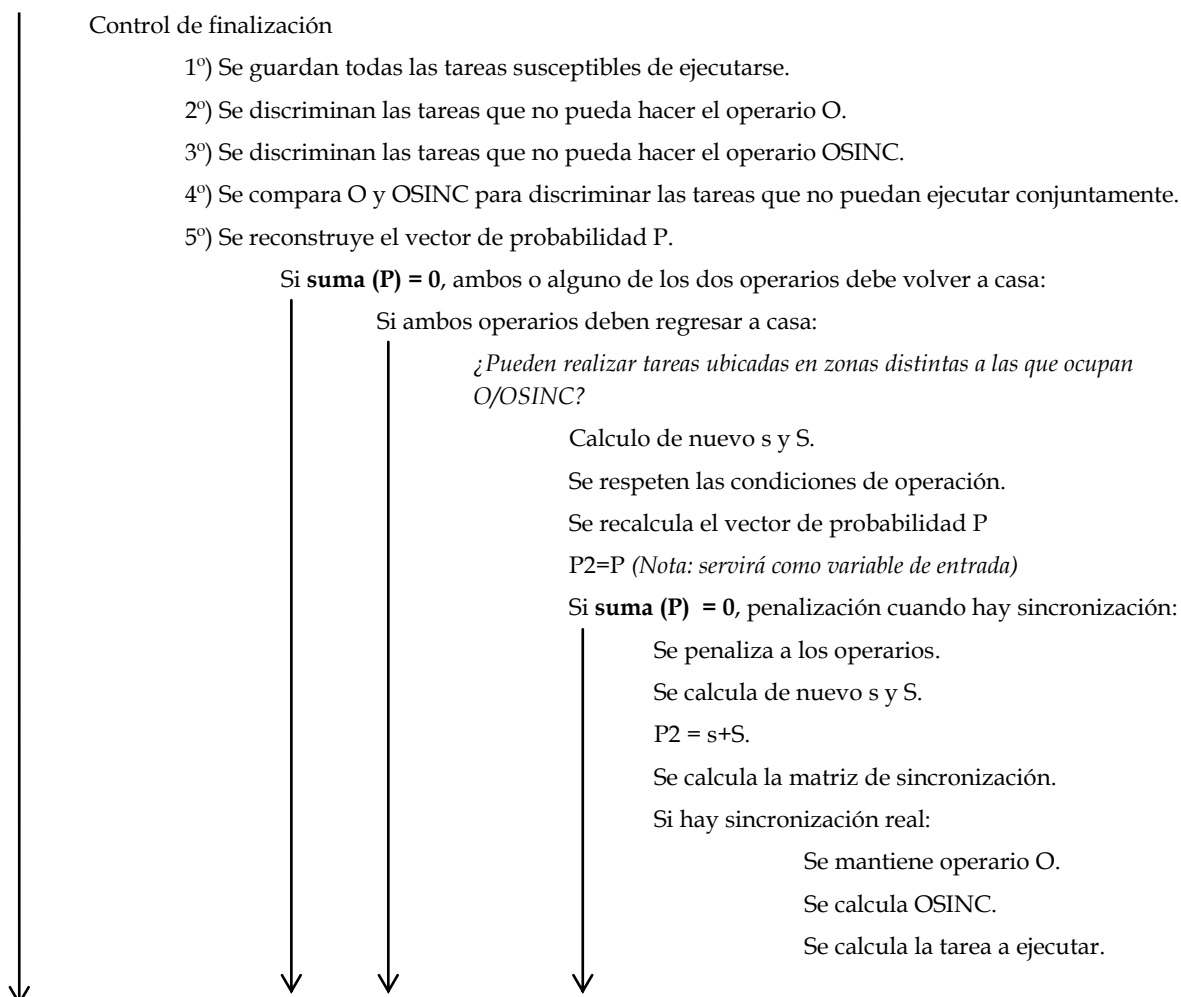 Control de finalización
1º) Se guardan todas las tareas susceptibles de ejecutarse.
2º) Se discriminan las tareas que no pueda hacer el operario O.
3º) Se discriminan las tareas que no pueda hacer el operario OSINC.
4º) Se compara O y OSINC para discriminar las tareas que no puedan ejecutar conjuntamente.
5º) Se reconstruye el vector de probabilidad P.
Si suma (P) = 0, ambos o alguno de los dos operarios debe volver a casa:
Si ambos operarios deben regresar a casa:
¿Pueden realizar tareas ubicadas en zonas distintas a las que ocupan
O/OSINC?
Calculo de nuevo s y S.
Se respeten las condiciones de operación.
Se recalcula el vector de probabilidad P
P2=P (Nota: servirá como variable de entrada)
Si suma (P) = 0, penalización cuando hay sincronización:
Se penaliza a los operarios.
Se calcula de nuevo s y S.
P2 = s+S.
Se calcula la matriz de sincronización.
Si hay sincronización real:
Se mantiene operario O.
Se calcula OSINC.
Se calcula la tarea a ejecutar.